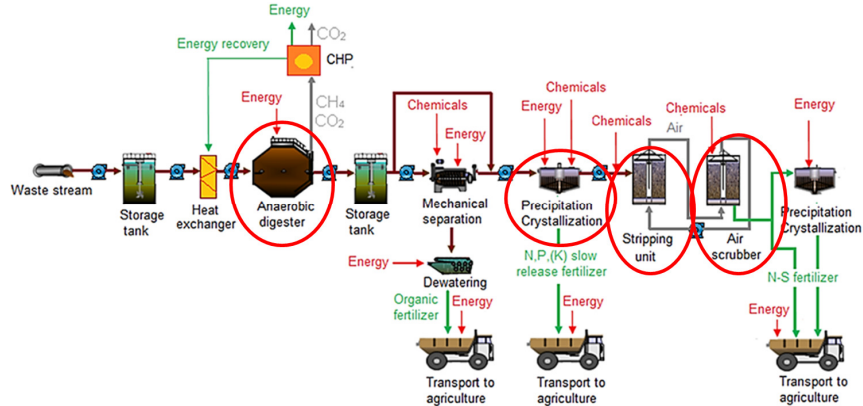 Energy
CO₂
Energy recovery
CHP
Energy
CH₄
CO₂
Chemicals
Energy
Chemicals
Energy
Chemicals
Air
Chemicals
Energy
Waste stream
Storage
tank
Heat
exchanger
Anaerobic
digester
Storage
tank
Mechanical
separation
Precipitation
Crystallization
Stripping
unit
Air
scrubber
Precipitation
Crystallization
Energy
Dewatering
N,P,(K) slow
release fertilizer
N-S fertilizer
Organic
fertilizer
Energy
Energy
Energy
Transport to
agriculture
Transport to
agriculture
Transport to
agriculture